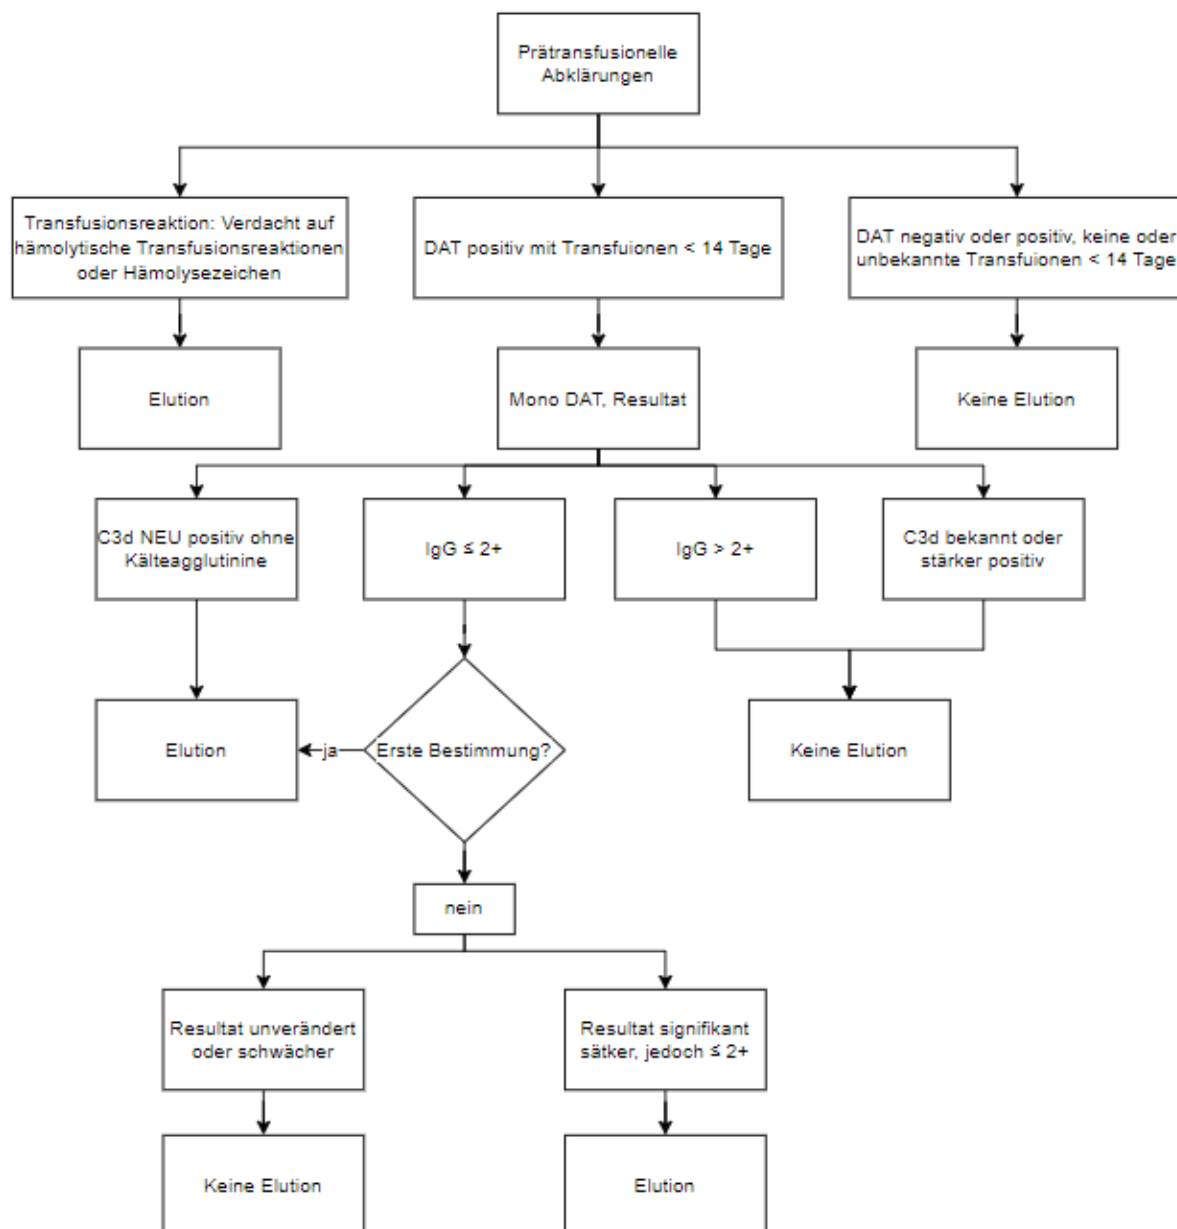 Prätransfusionelle
Abklärungen
Transfusionsreaktion: Verdacht auf
hämolytische Transfusionsreaktionen
oder Hämolysezeichen
DAT positiv mit Transfuionen < 14 Tage
DAT negativ oder positiv, keine oder
unbekannte Transfuionen < 14 Tage
Elution
Mono DAT, Resultat
Keine Elution
C3d NEU positiv ohne
Kälteagglutinine
IgG ≤ 2+
IgG > 2+
C3d bekannt oder
stärker positiv
Elution
ja
Erste Bestimmung?
Keine Elution
nein
Resultat unverändert
oder schwächer
Resultat signifikant
sätker, jedoch ≤ 2+
Keine Elution
Elution